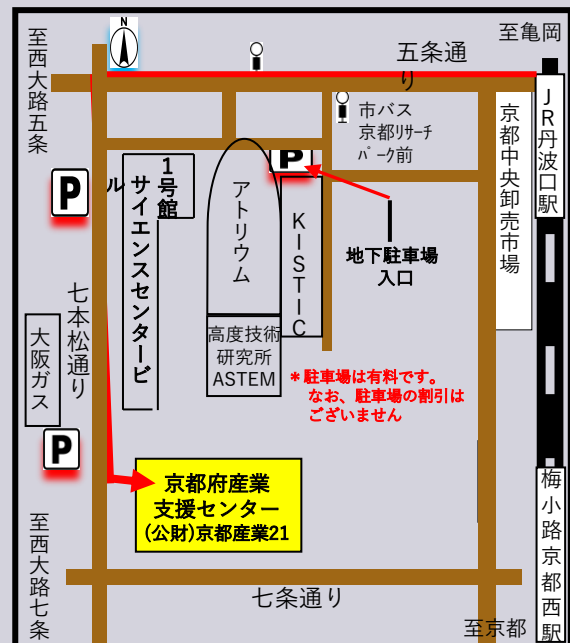 N
至亀岡
至西大路五条
五条通
り
市バス
京都ﾘｻｰﾁ
ﾊﾟｰｸ前
京都中央卸売市場
JR丹波口駅
P
P
1号館
サイエンスセンタービ
ル
アトリウム
KISTIC
地下駐車場
入口
七本松通り
大阪ガス
高度技術
研究所
ASTEM
＊駐車場は有料です。
なお、駐車場の割引は
ございません
P
京都府産業
支援センター
(公財)京都産業21
梅小路京都西駅
至西大路七条
七条通り
至京都